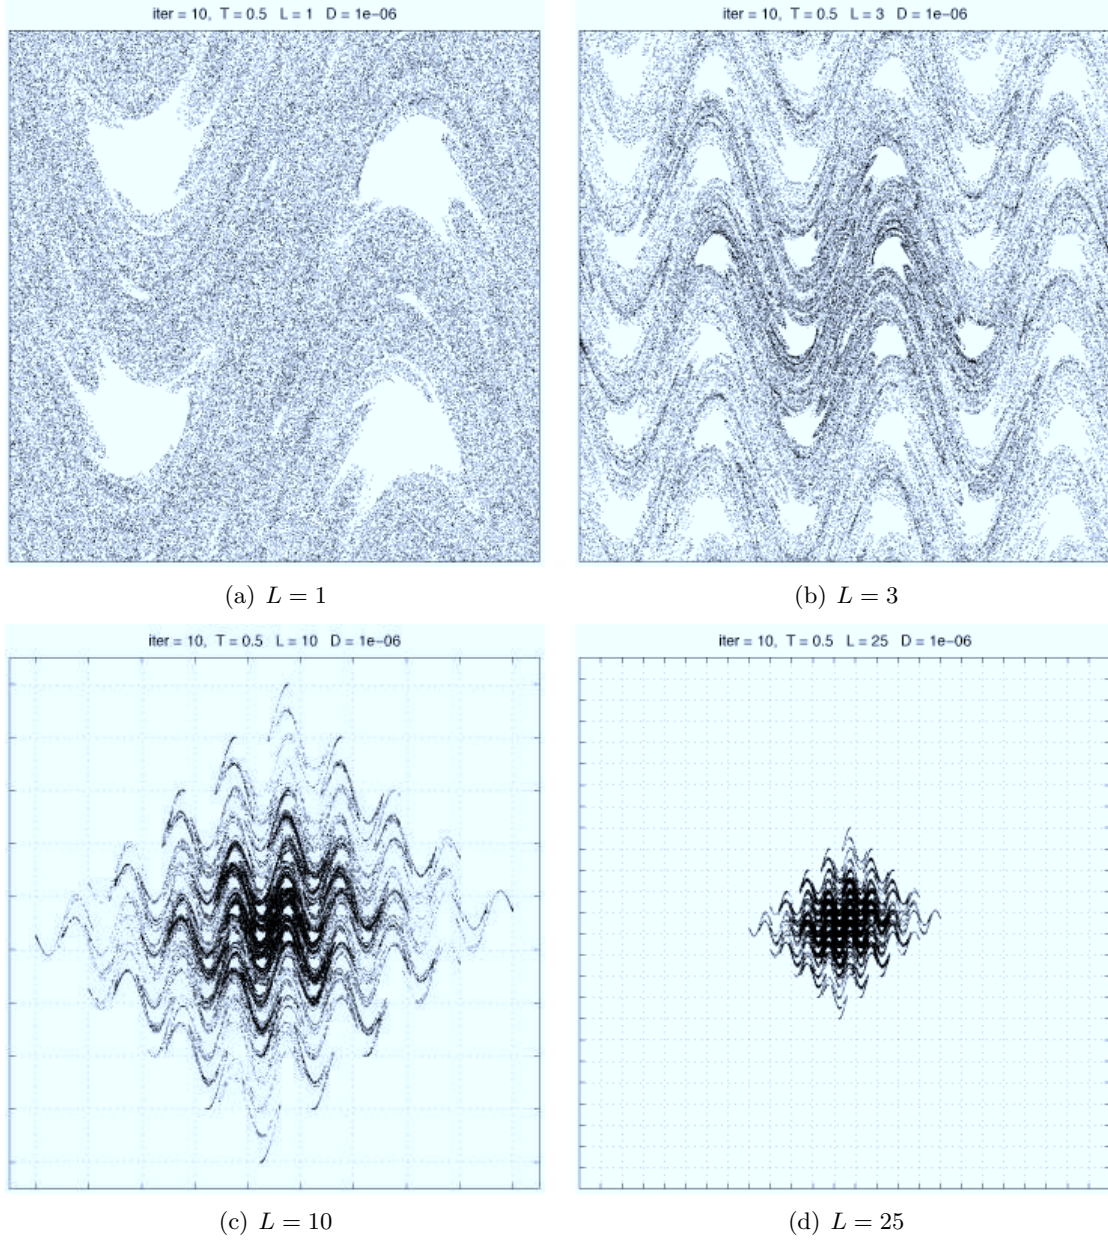 iter = 10,  T = 0.5   L = 1   D = 1e−06
iter = 10,  T = 0.5   L = 3   D = 1e−06
(a) L = 1
(b) L = 3
iter = 10,  T = 0.5   L = 10   D = 1e−06
iter = 10,  T = 0.5   L = 25   D = 1e−06
(c) L = 10
(d) L = 25